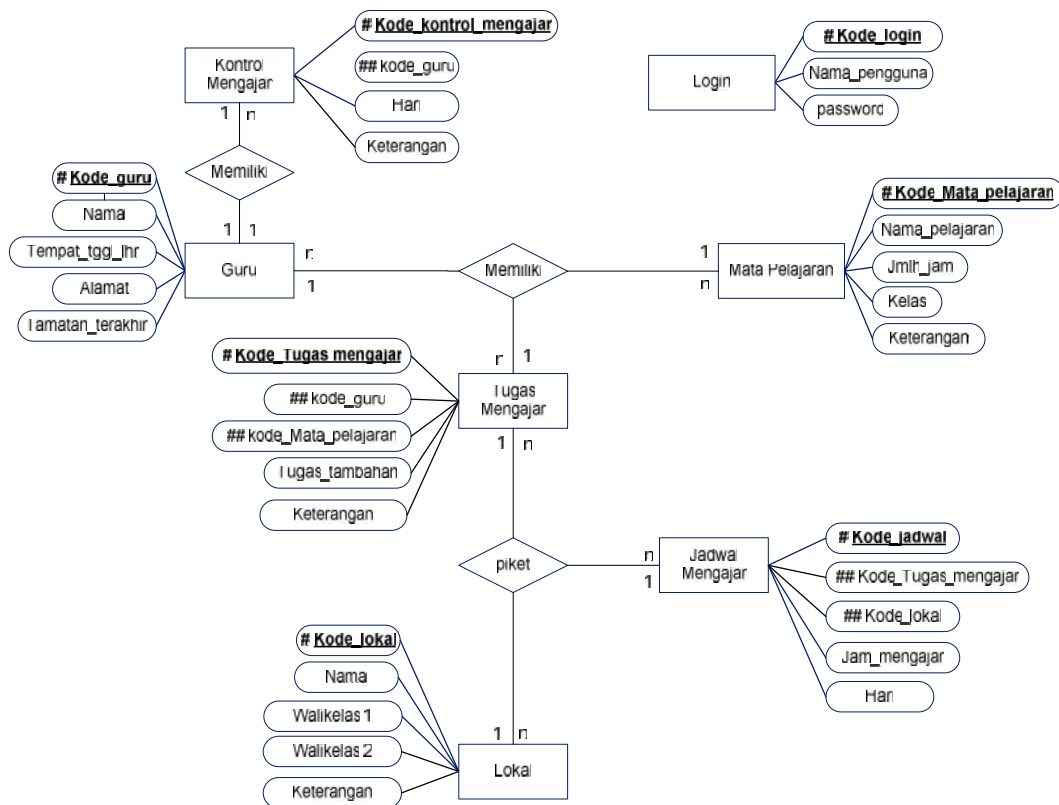 # Kode_kontrol_mengajar
Kontrol
Mengajar
## kode_guru
Hari
Keterangan
# Kode_login
Login
Nama_pengguna
password
1 n
Memiliki
# Kode_guru
Nama
Tempat_tggl_lhr
Alamat
Tamatan_terakhir
1 1
Guru
n
1
Memiliki
1
n
Mata Pelajaran
# Kode_Mata_pelajaran
Nama_pelajaran
Jmlh_jam
Kelas
Keterangan
n 1
# Kode_Tugas mengajar
## kode_guru
## kode_Mata_pelajaran
Tugas_tambahan
Keterangan
Tugas
Mengajar
1 n
piket
n
1
Jadwal
Mengajar
# Kode_jadwal
## Kode_Tugas_mengajar
## Kode_lokal
Jam_mengajar
Hari
# Kode_lokal
Nama
Walikelas 1
Walikelas 2
Keterangan
1 n
Lokal